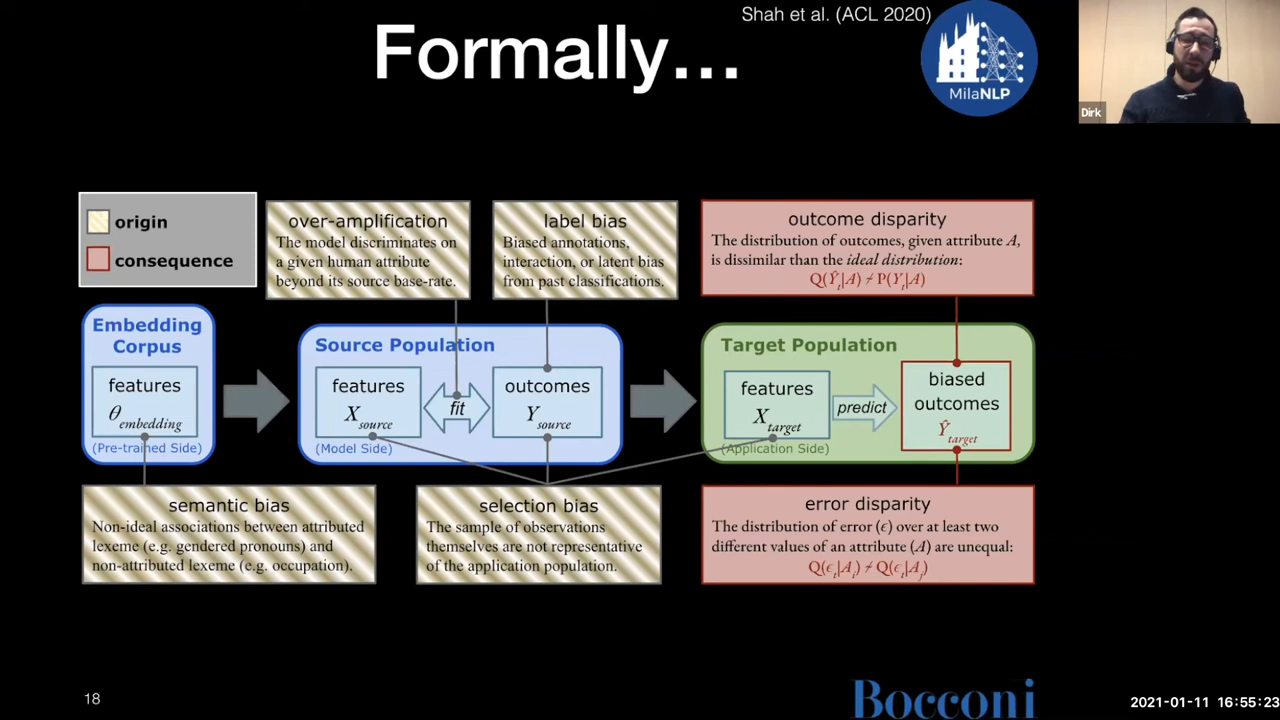 Shah et al. (ACL 2020)
Formally...
MilaNLP
Dirk
origin
consequence
over-amplification
The model discriminates on
a given human attribute
beyond its source base-rate.
label bias
Biased annotations,
interaction, or latent bias
from past classifications.
outcome disparity
The distribution of outcomes, given attribute A,
is dissimilar than the ideal distribution:
Q(Ŷₜ|A) ≁ P(Yₜ|A)
Embedding
Corpus
features
θembedding
(Pre-trained Side)
Source Population
features
Xsource
(Model Side)
fit
outcomes
Ysource
Target Population
features
Xtarget
(Application Side)
predict
biased
outcomes
Ŷtarget
semantic bias
Non-ideal associations between attributed
lexeme (e.g. gendered pronouns) and
non-attributed lexeme (e.g. occupation).
selection bias
The sample of observations
themselves are not representative
of the application population.
error disparity
The distribution of error (ϵ) over at least two
different values of an attribute (A) are unequal:
Q(ϵₜ|Aᵢ) ≁ Q(ϵₜ|Aⱼ)
18
Bocconi
2021-01-11 16:55:23